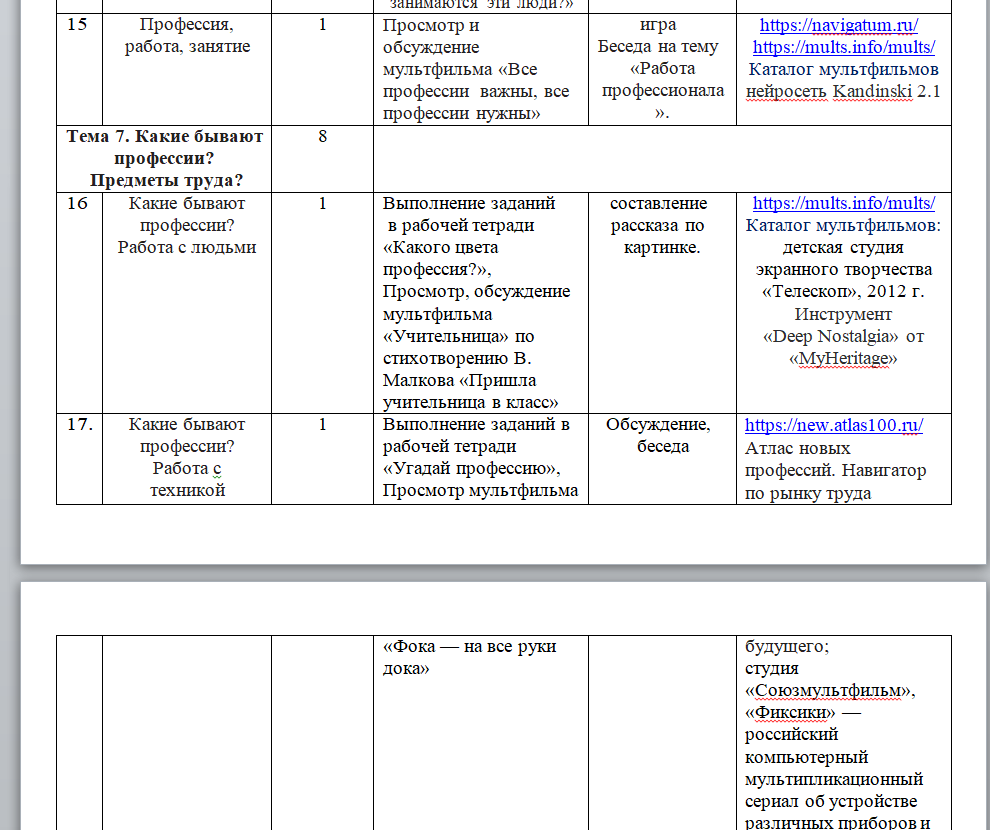 занимаются эти люди?»
15
Профессия,
работа, занятие
1
Просмотр и
обсуждение
мультфильма «Все
профессии важны, все
профессии нужны»
игра
Беседа на тему
«Работа
профессионала
».
https://navigatum.ru/
https://mults.info/mults/
Каталог мультфильмов
нейросеть Kandinski 2.1
Тема 7. Какие бывают
профессии?
Предметы труда?
8
16
Какие бывают
профессии?
Работа с людьми
1
Выполнение заданий
в рабочей тетради
«Какого цвета
профессия?»,
Просмотр, обсуждение
мультфильма
«Учительница» по
стихотворению В.
Малкова «Пришла
учительница в класс»
составление
рассказа по
картинке.
https://mults.info/mults/
Каталог мультфильмов:
детская студия
экранного творчества
«Телескоп», 2012 г.
Инструмент
«Deep Nostalgia» от
«MyHeritage»
17.
Какие бывают
профессии?
Работа с
техникой
1
Выполнение заданий в
рабочей тетради
«Угадай профессию»,
Просмотр мультфильма
Обсуждение,
беседа
https://new.atlas100.ru/
Атлас новых
профессий. Навигатор
по рынку труда
«Фока — на все руки
дока»
будущего;
студия
«Союзмультфильм»,
«Фиксики» —
российский
компьютерный
мультипликационный
сериал об устройстве
различных приборов и